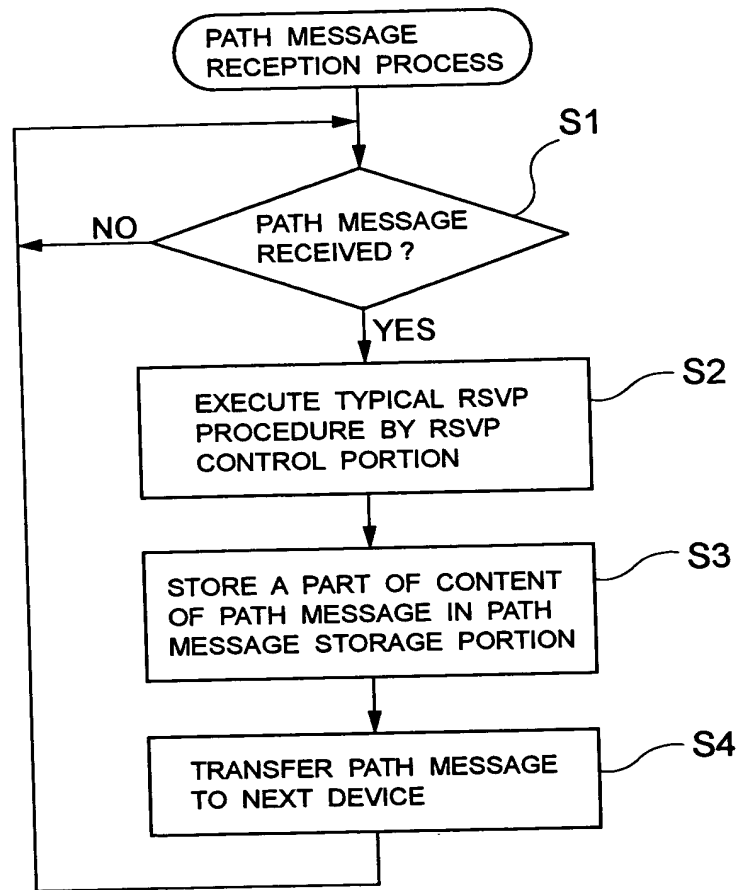 PATH MESSAGE
RECEPTION PROCESS
S1
PATH MESSAGE
RECEIVED ?
NO
YES
S2
EXECUTE TYPICAL RSVP
PROCEDURE BY RSVP
CONTROL PORTION
S3
STORE A PART OF CONTENT
OF PATH MESSAGE IN PATH
MESSAGE STORAGE PORTION
S4
TRANSFER PATH MESSAGE
TO NEXT DEVICE